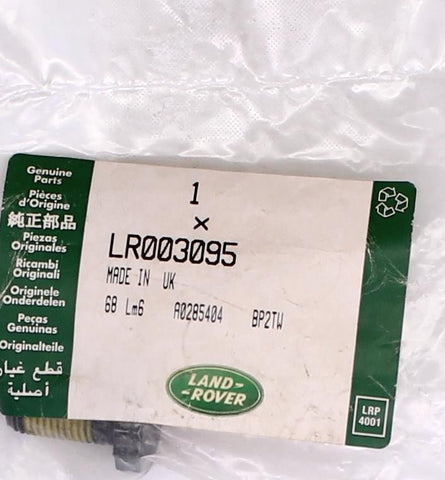 Genuine
Parts
Pièces
d'Origine
純正部品
Piezas
Originales
Ricambi
Originali
Originele
Onderdelen
Peças
Genuinas
Originalteile
قطع غيار
أصلية
1
×
LR003095
MADE IN UK
68 Lm6 A0285404 BP2TW
LAND-
-ROVER
LRP
4001